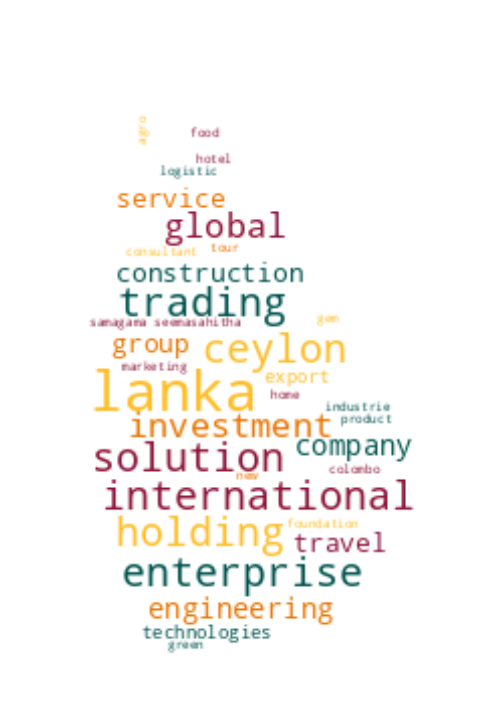 agro
food
hotel
logistic
service
global
tour
consultant
construction
trading
samagama seemasahitha
gem
group
ceylon
marketing
export
lanka
home
industrie
product
investment
company
solution
colombo
new
international
foundation
holding
travel
enterprise
engineering
technologies
green